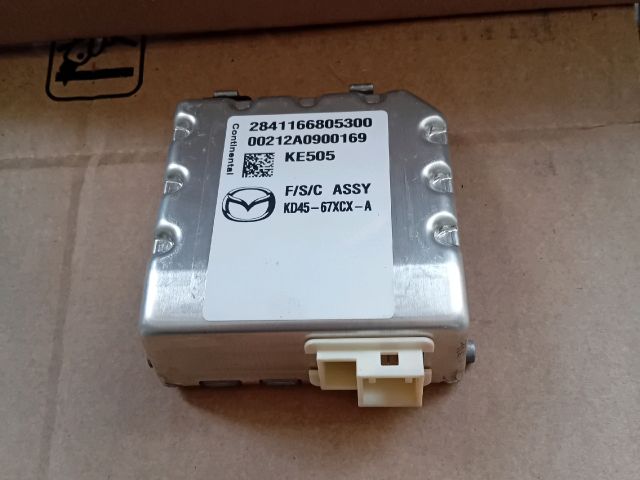 Continental
2841166805300
00212A0900169
KE505
F/S/C ASSY
KD45-67XCX-A